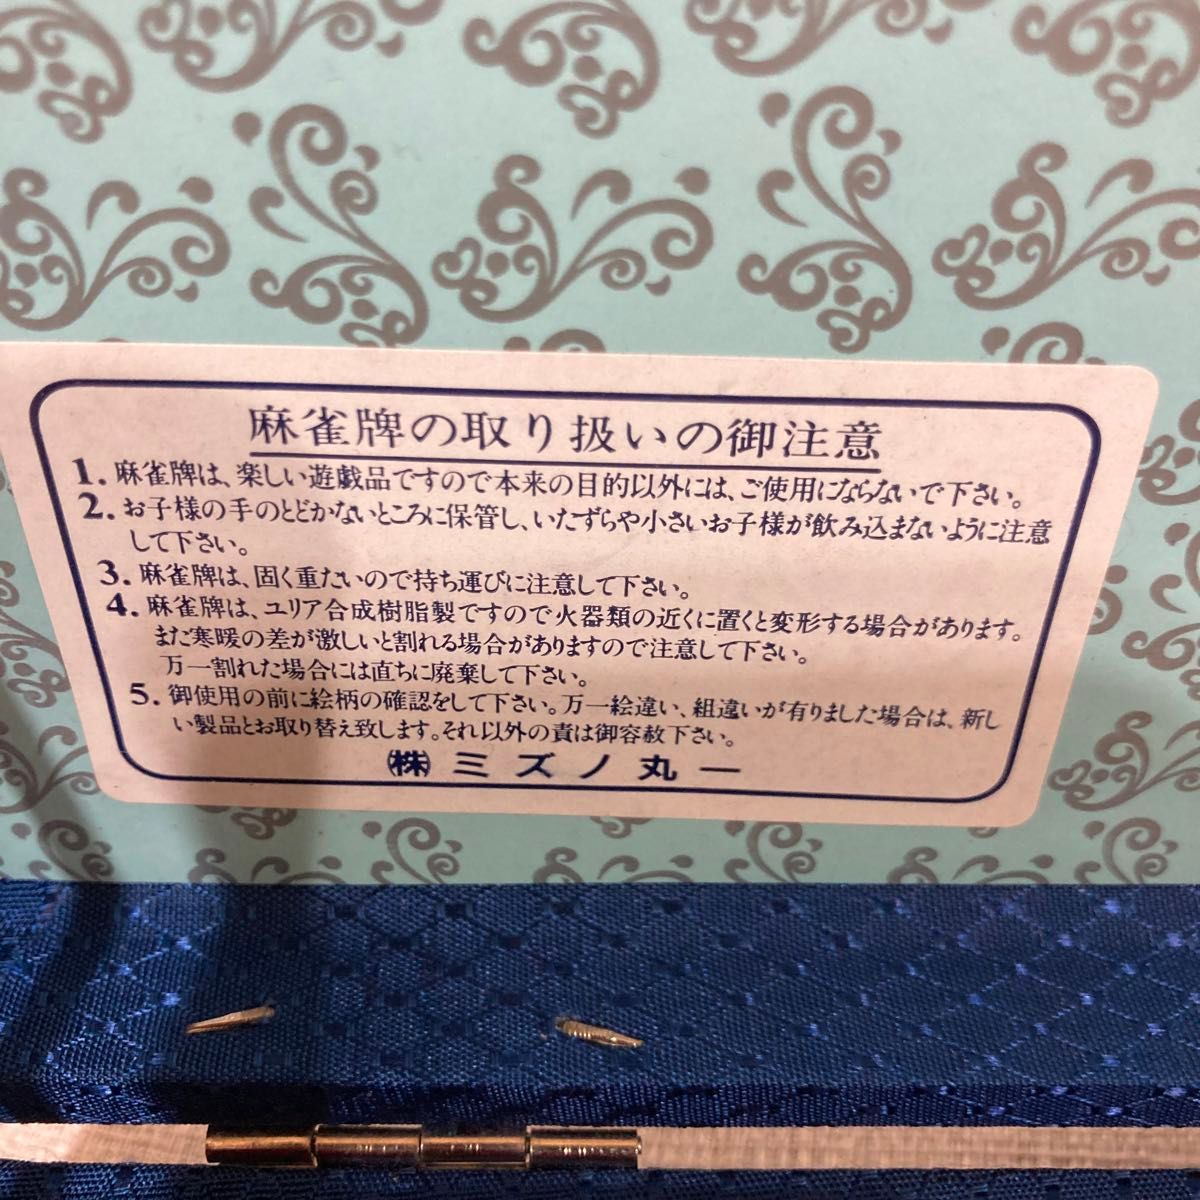 麻雀牌の取り扱いの御注意
1. 麻雀牌は、楽しい遊戯品ですので本来の目的以外には、ご使用にならないで下さい。
2. お子様の手のとどかないところに保管し、いたずらや小さいお子様が飲み込まないように注意
して下さい。
3. 麻雀牌は、固く重たいので持ち運びに注意して下さい。
4. 麻雀牌は、ユリア合成樹脂製ですので火器類の近くに置くと変形する場合があります。
また寒暖の差が激しいと割れる場合がありますので注意して下さい。
万一割れた場合には直ちに廃棄して下さい。
5. 御使用の前に絵柄の確認をして下さい。万一絵違い、組違いが有りました場合は、新し
い製品とお取り替え致します。それ以外の責は御容赦下さい。
㈱ミズノ丸一